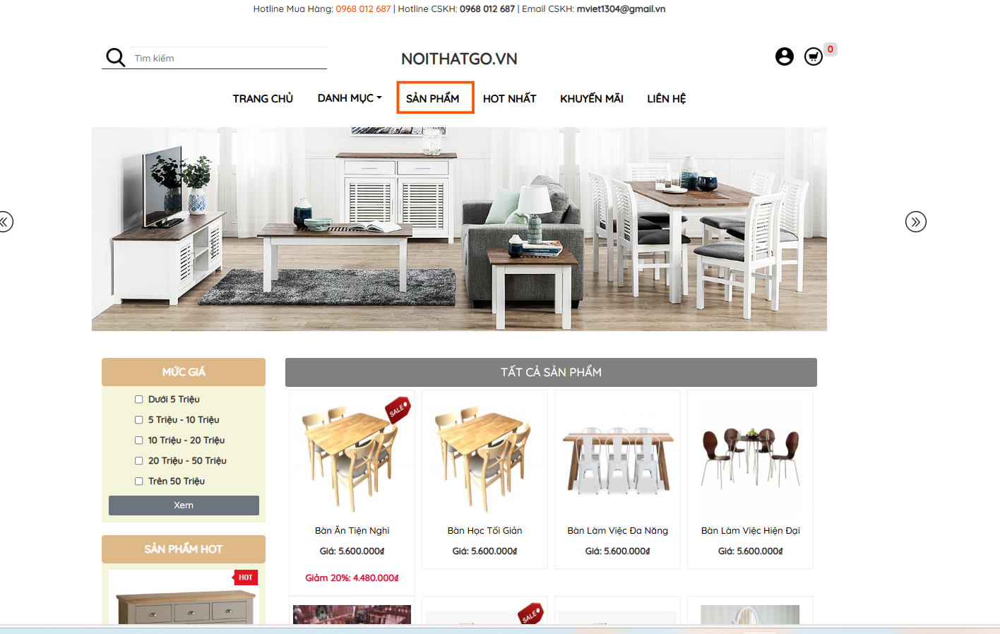 Hotline Mua Hàng: 0968 012 687 | Hotline CSKH: 0968 012 687 | Email CSKH: mviet1304@gmail.vn
Tìm kiếm
NOITHATGO.VN
0
TRANG CHỦ DANH MỤC SẢN PHẨM HOT NHẤT KHUYẾN MÃI LIÊN HỆ
MỨC GIÁ
Dưới 5 Triệu
5 Triệu - 10 Triệu
10 Triệu - 20 Triệu
20 Triệu - 50 Triệu
Trên 50 Triệu
Xem
SẢN PHẨM HOT
HOT
TẤT CẢ SẢN PHẨM
SALE
Bàn Ăn Tiện Nghi
Giá: 5.600.000₫
Giảm 20%: 4.480.000₫
Bàn Học Tối Giản
Giá: 5.600.000₫
Bàn Làm Việc Đa Năng
Giá: 5.600.000₫
Bàn Làm Việc Hiện Đại
Giá: 5.600.000₫
SALE